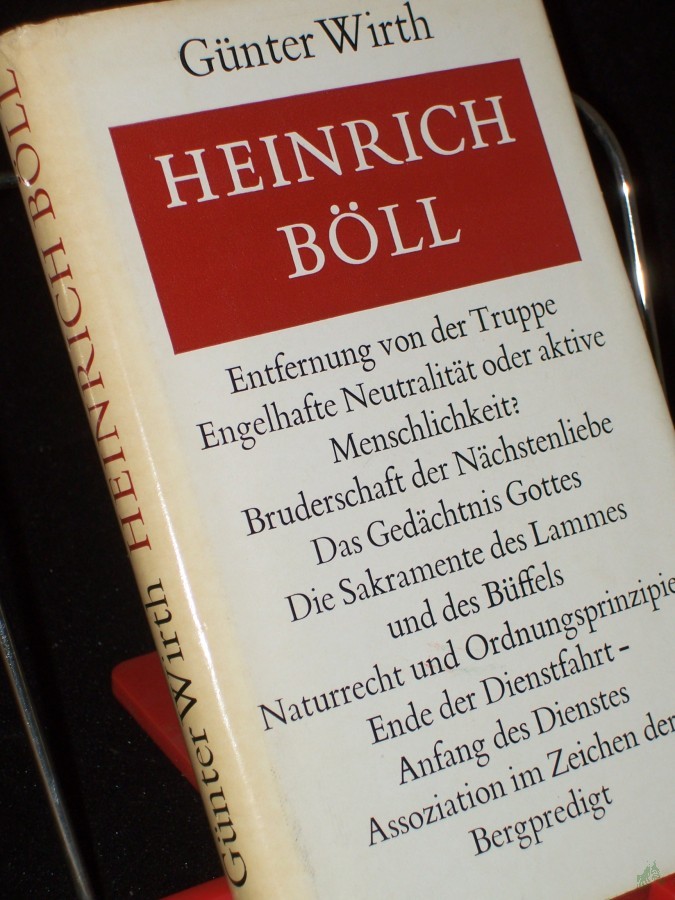 Günter Wirth
HEINRICH
BÖLL
Entfernung von der Truppe
Engelhafte Neutralität oder aktive
Menschlichkeit?
Bruderschaft der Nächstenliebe
Das Gedächtnis Gottes
Die Sakramente des Lammes
und des Büffels
Naturrecht und Ordnungsprinzipie
Ende der Dienstfahrt –
Anfang des Dienstes
Assoziation im Zeichen der
Bergpredigt
Günter Wirth HEINRICH BÖLL